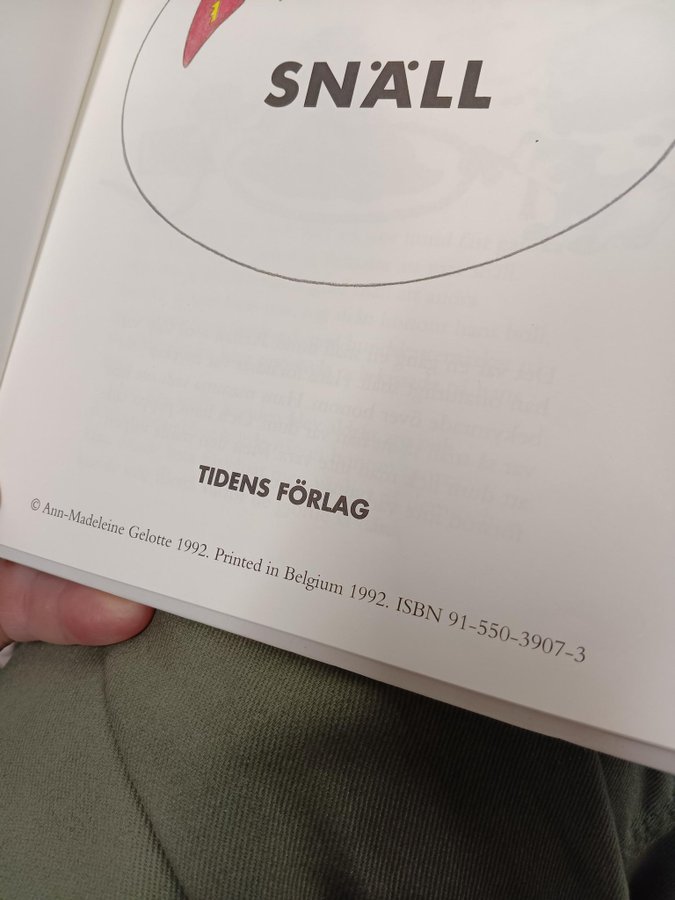 SNÄLL
TIDENS FÖRLAG
© Ann-Madeleine Gelotte 1992. Printed in Belgium 1992. ISBN 91-550-3907-3